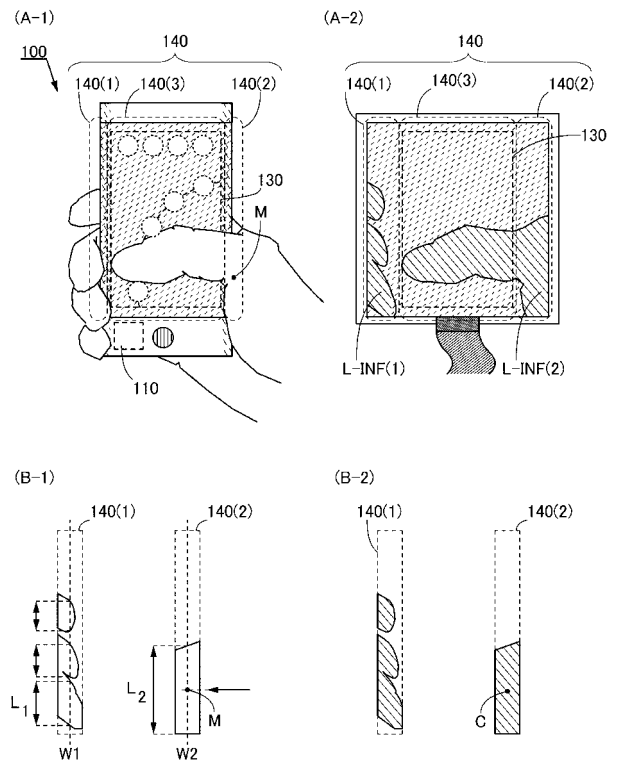 (A-1)
100
140
140(1)
140(3)
140(2)
130
M
110
(A-2)
140
140(1)
140(3)
140(2)
130
L-INF(1)
L-INF(2)
(B-1)
140(1)
140(2)
L1
L2
M
W1
W2
(B-2)
140(1)
140(2)
C